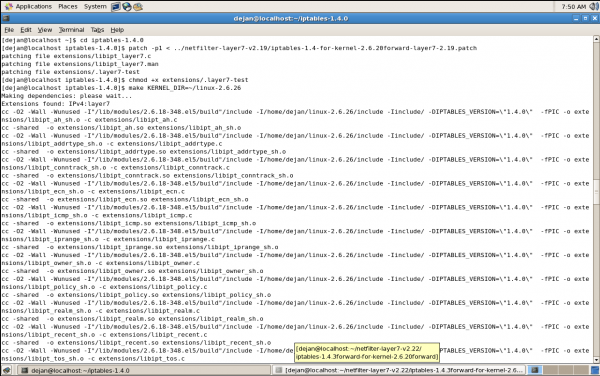 Applications Places System 7:50 AM
dejan@localhost:~/iptables-1.4.0
File Edit View Terminal Tabs Help
[dejan@localhost ~]$ cd iptables-1.4.0
[dejan@localhost iptables-1.4.0]$ patch -p1 < ../netfilter-layer7-v2.19/iptables-1.4-for-kernel-2.6.20forward-layer7-2.19.patch
patching file extensions/libipt_layer7.c
patching file extensions/libipt_layer7.man
patching file extensions/.layer7-test
[dejan@localhost iptables-1.4.0]$ chmod +x extensions/.layer7-test
[dejan@localhost iptables-1.4.0]$ make KERNEL_DIR=~/linux-2.6.26
Making dependencies: please wait...
Extensions found: IPv4:layer7
cc -O2 -Wall -Wunused -I"/lib/modules/2.6.18-348.el5/build"/include -I/home/dejan/linux-2.6.26/include -Iinclude/ -DIPTABLES_VERSION=\"1.4.0\"  -fPIC -o exte
nsions/libipt_ah_sh.o -c extensions/libipt_ah.c
cc -shared  -o extensions/libipt_ah.so extensions/libipt_ah_sh.o
cc -O2 -Wall -Wunused -I"/lib/modules/2.6.18-348.el5/build"/include -I/home/dejan/linux-2.6.26/include -Iinclude/ -DIPTABLES_VERSION=\"1.4.0\"  -fPIC -o exte
nsions/libipt_addrtype_sh.o -c extensions/libipt_addrtype.c
cc -shared  -o extensions/libipt_addrtype.so extensions/libipt_addrtype_sh.o
cc -O2 -Wall -Wunused -I"/lib/modules/2.6.18-348.el5/build"/include -I/home/dejan/linux-2.6.26/include -Iinclude/ -DIPTABLES_VERSION=\"1.4.0\"  -fPIC -o exte
nsions/libipt_conntrack_sh.o -c extensions/libipt_conntrack.c
cc -shared  -o extensions/libipt_conntrack.so extensions/libipt_conntrack_sh.o
cc -O2 -Wall -Wunused -I"/lib/modules/2.6.18-348.el5/build"/include -I/home/dejan/linux-2.6.26/include -Iinclude/ -DIPTABLES_VERSION=\"1.4.0\"  -fPIC -o exte
nsions/libipt_ecn_sh.o -c extensions/libipt_ecn.c
cc -shared  -o extensions/libipt_ecn.so extensions/libipt_ecn_sh.o
cc -O2 -Wall -Wunused -I"/lib/modules/2.6.18-348.el5/build"/include -I/home/dejan/linux-2.6.26/include -Iinclude/ -DIPTABLES_VERSION=\"1.4.0\"  -fPIC -o exte
nsions/libipt_icmp_sh.o -c extensions/libipt_icmp.c
cc -shared  -o extensions/libipt_icmp.so extensions/libipt_icmp_sh.o
cc -O2 -Wall -Wunused -I"/lib/modules/2.6.18-348.el5/build"/include -I/home/dejan/linux-2.6.26/include -Iinclude/ -DIPTABLES_VERSION=\"1.4.0\"  -fPIC -o exte
nsions/libipt_iprange_sh.o -c extensions/libipt_iprange.c
cc -shared  -o extensions/libipt_iprange.so extensions/libipt_iprange_sh.o
cc -O2 -Wall -Wunused -I"/lib/modules/2.6.18-348.el5/build"/include -I/home/dejan/linux-2.6.26/include -Iinclude/ -DIPTABLES_VERSION=\"1.4.0\"  -fPIC -o exte
nsions/libipt_owner_sh.o -c extensions/libipt_owner.c
cc -shared  -o extensions/libipt_owner.so extensions/libipt_owner_sh.o
cc -O2 -Wall -Wunused -I"/lib/modules/2.6.18-348.el5/build"/include -I/home/dejan/linux-2.6.26/include -Iinclude/ -DIPTABLES_VERSION=\"1.4.0\"  -fPIC -o exte
nsions/libipt_policy_sh.o -c extensions/libipt_policy.c
cc -shared  -o extensions/libipt_policy.so extensions/libipt_policy_sh.o
cc -O2 -Wall -Wunused -I"/lib/modules/2.6.18-348.el5/build"/include -I/home/dejan/linux-2.6.26/include -Iinclude/ -DIPTABLES_VERSION=\"1.4.0\"  -fPIC -o exte
nsions/libipt_realm_sh.o -c extensions/libipt_realm.c
cc -shared  -o extensions/libipt_realm.so extensions/libipt_realm_sh.o
cc -O2 -Wall -Wunused -I"/lib/modules/2.6.18-348.el5/build"/include -I/home/dejan/linux-2.6.26/include -Iinclude/ -DIPTABLES_VERSION=\"1.4.0\"  -fPIC -o exte
nsions/libipt_recent_sh.o -c extensions/libipt_recent.c
cc -shared  -o extensions/libipt_recent.so extensions/libipt_recent_sh.o
cc -O2 -Wall -Wunused -I"/lib/modules/2.6.18-348.el5/build"/include -I/home/de
VERSION=\"1.4.0\"  -fPIC -o exte
nsions/libipt_tos_sh.o -c extensions/libipt_tos.c
[dejan@localhost:~/netfilter-layer7-v2.22/
iptables-1.4.3forward-for-kernel-2.6.20forward]
dejan@localhost:~/iptables-1.4.0
[dejan@localhost:~/netfilter-layer7-v2.22/iptables-1.4.3forward-for-kernel-2.6...